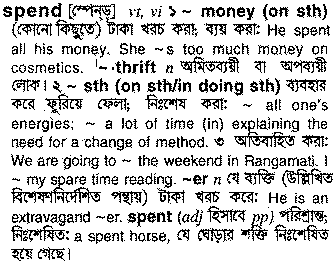 spend [স্পেন্ড্] vt, vi ১ ~ money (on sth)
(কোনো কিছুতে) টাকা খরচ করা; ব্যয় করা: He spent
all his money. She ~s too much money on
cosmetics. '~·thrift n অমিতব্যয়ী বা অপব্যয়ী
লোক। ২ ~ sth (on sth/in doing sth) ব্যবহার
করে ফুরিয়ে ফেলা; নিঃশেষ করা: ~ all one's
energies; ~ a lot of time (in) explaining the
need for a change of method. ৩ অতিবাহিত করা:
We are going to ~ the weekend in Rangamati. I
~ my spare time reading. ~er n যে ব্যক্তি (উল্লিখিত
বিশেষণনির্দেশিত পন্থায়) টাকা খরচ করে: He is an
extravagand ~er. spent (adj হিসাবে pp) পরিশ্রান্ত;
নিঃশেষিত: a spent horse, যে ঘোড়ার শক্তি নিঃশেষিত
হয়ে গেছে।